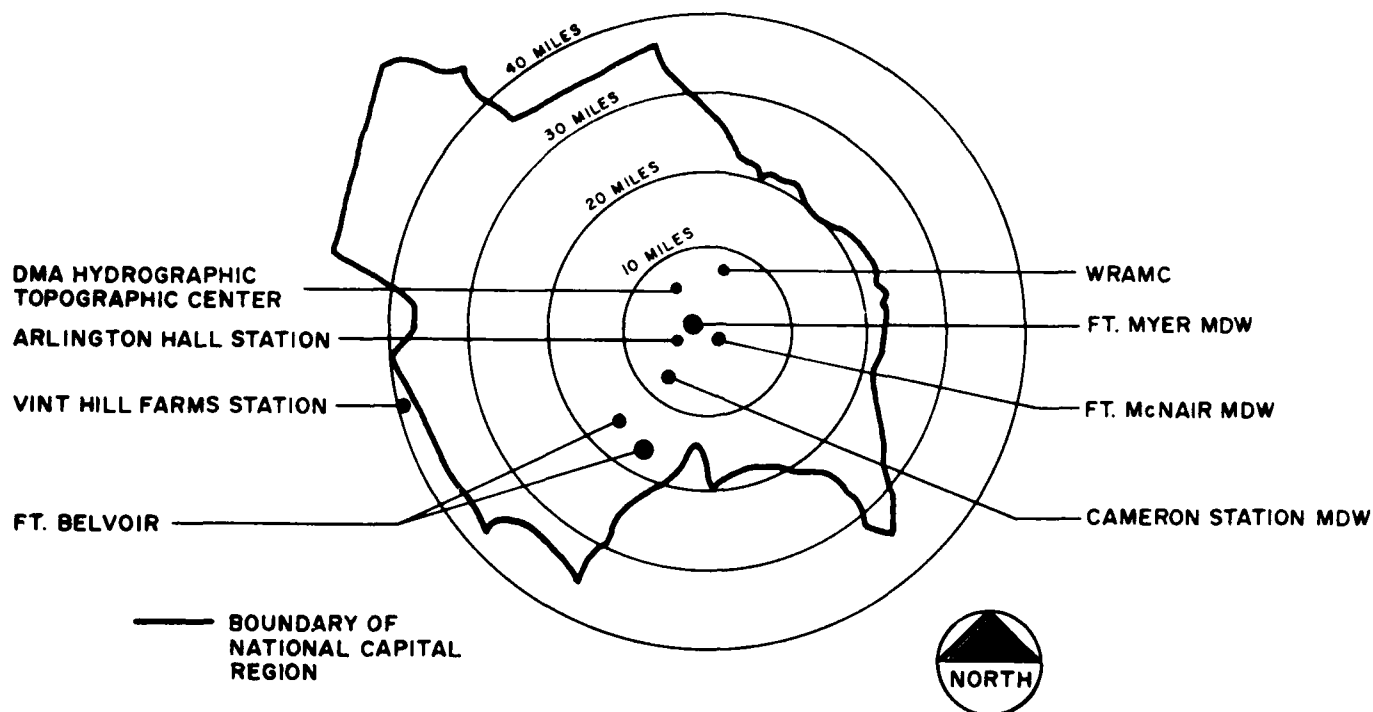 40 MILES
30 MILES
20 MILES
10 MILES
DMA HYDROGRAPHIC
TOPOGRAPHIC CENTER
ARLINGTON HALL STATION
VINT HILL FARMS STATION
FT. BELVOIR
WRAMC
FT. MYER MDW
FT. McNAIR MDW
CAMERON STATION MDW
BOUNDARY OF
NATIONAL CAPITAL
REGION
NORTH